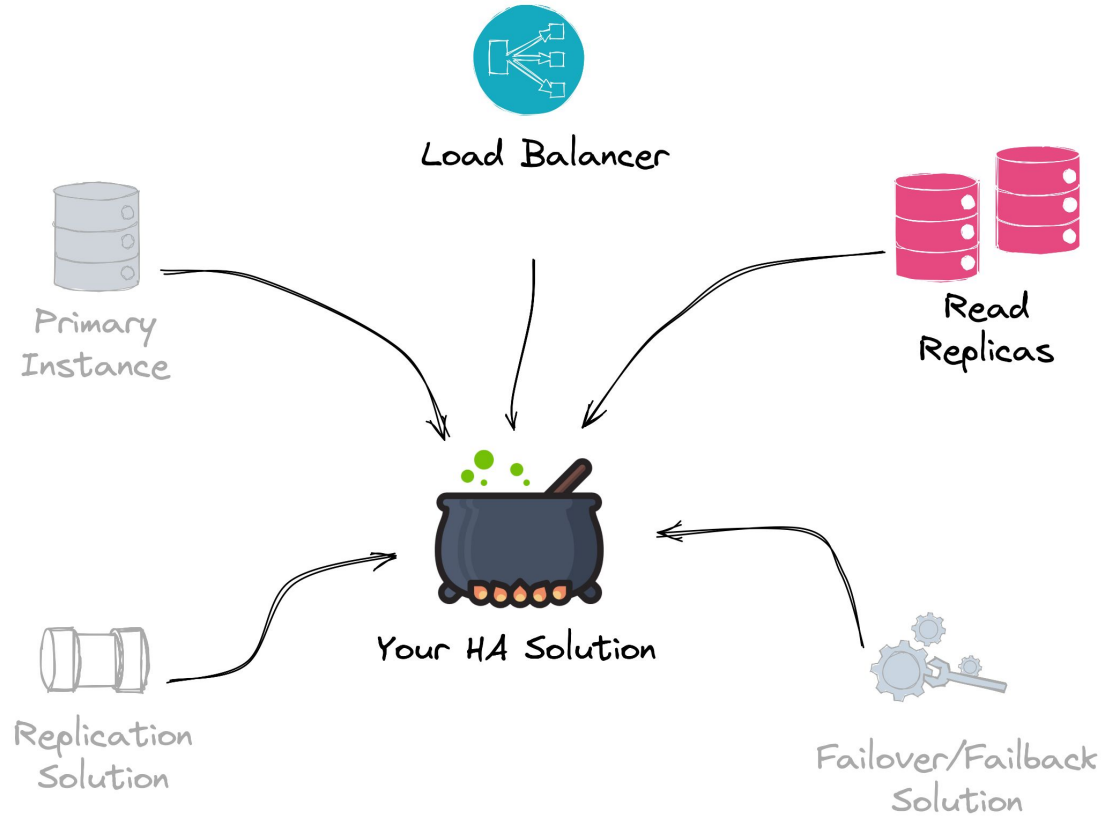 Load Balancer
Primary
Instance
Read
Replicas
Your HA Solution
Replication
Solution
Failover/Failback
Solution